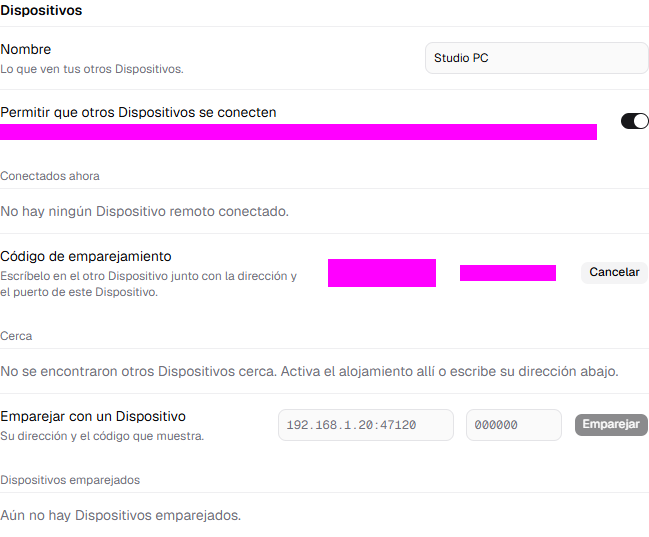 Dispositivos
Nombre
Lo que ven tus otros Dispositivos.
Studio PC
Permitir que otros Dispositivos se conecten
Conectados ahora
No hay ningún Dispositivo remoto conectado.
Código de emparejamiento
Escríbelo en el otro Dispositivo junto con la dirección y
el puerto de este Dispositivo.
Cancelar
Cerca
No se encontraron otros Dispositivos cerca. Activa el alojamiento allí o escribe su dirección abajo.
Emparejar con un Dispositivo
Su dirección y el código que muestra.
192.168.1.20:47120
000000
Emparejar
Dispositivos emparejados
Aún no hay Dispositivos emparejados.